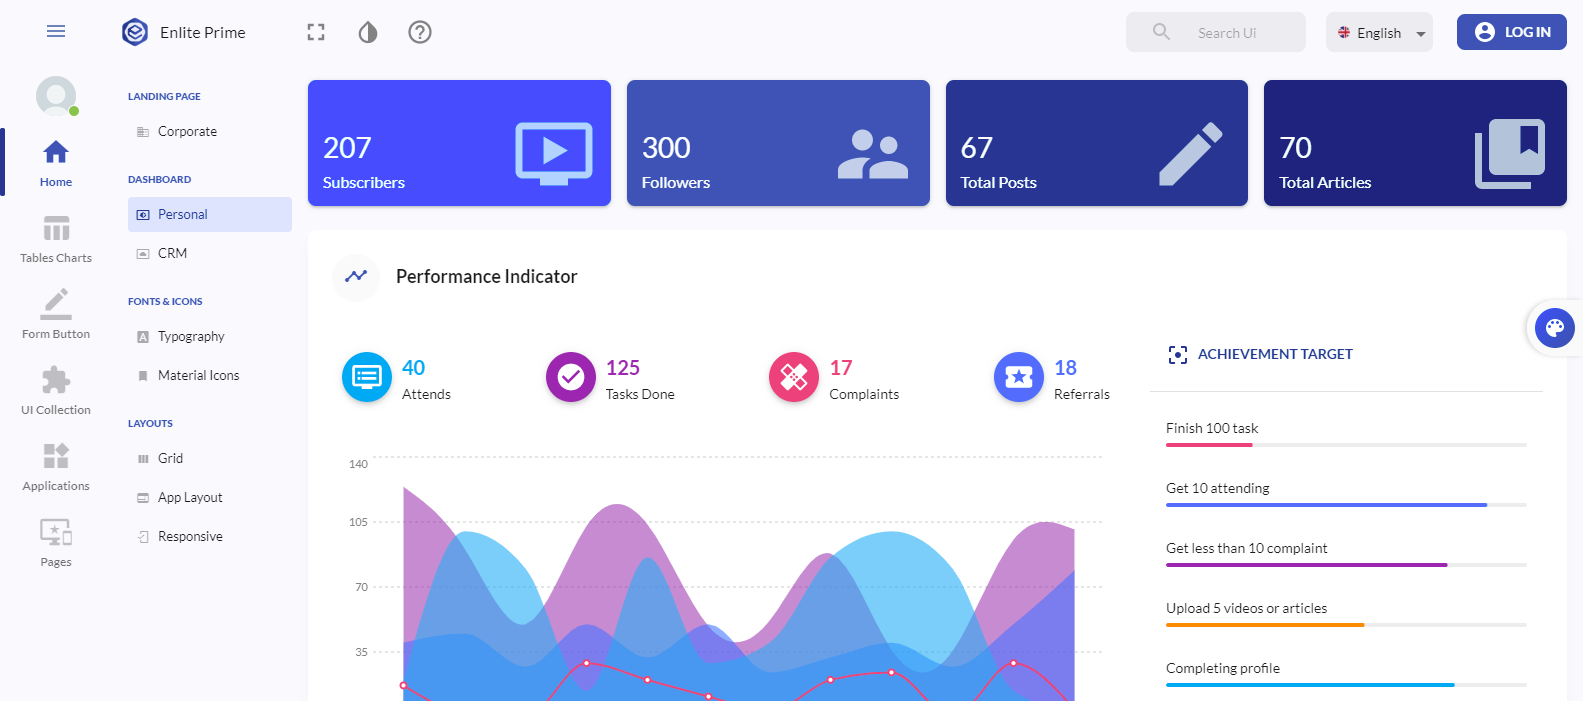 Enlite Prime
Search UI
English
LOG IN
Home
Tables Charts
Form Button
UI Collection
Applications
Pages
LANDING PAGE
Corporate
DASHBOARD
Personal
CRM
FONTS & ICONS
Typography
Material Icons
LAYOUTS
Grid
App Layout
Responsive
207
Subscribers
300
Followers
67
Total Posts
70
Total Articles
Performance Indicator
40
Attends
125
Tasks Done
17
Complaints
18
Referrals
140
105
70
35
ACHIEVEMENT TARGET
Finish 100 task
Get 10 attending
Get less than 10 complaint
Upload 5 videos or articles
Completing profile